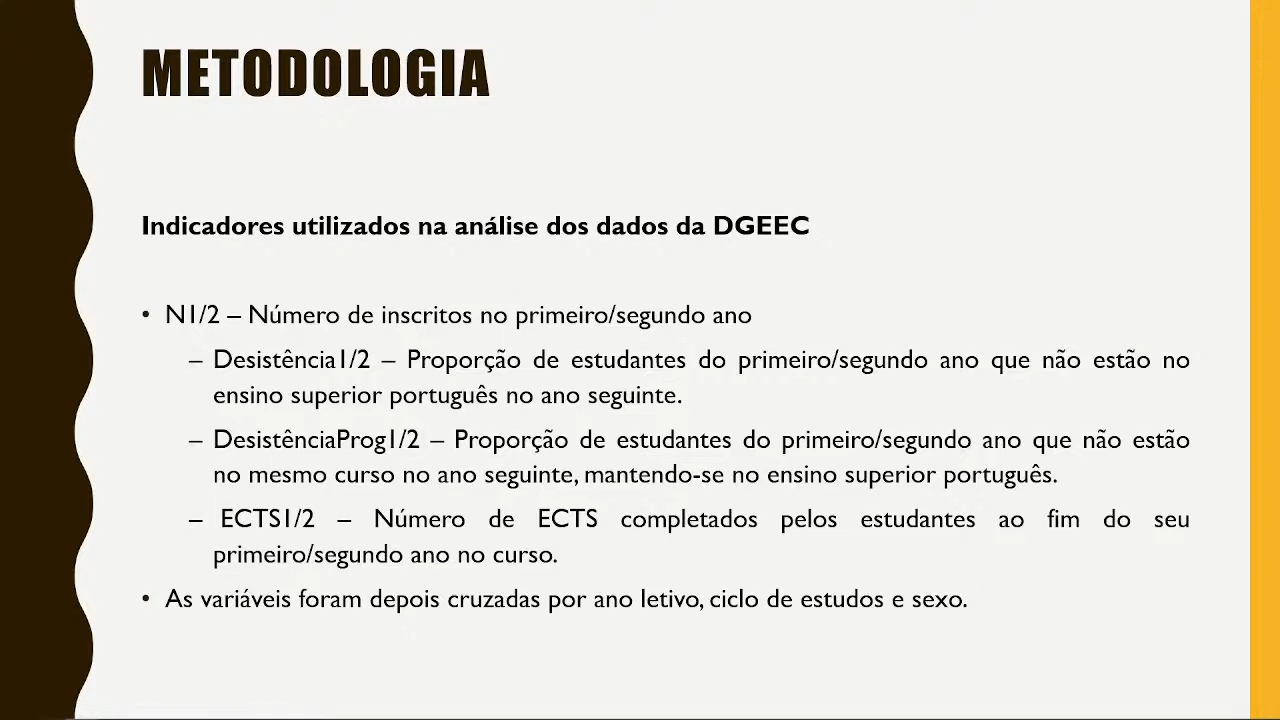 METODOLOGIA
Indicadores utilizados na análise dos dados da DGEEC
• N1/2 – Número de inscritos no primeiro/segundo ano
– Desistência1/2 – Proporção de estudantes do primeiro/segundo ano que não estão no
ensino superior português no ano seguinte.
– DesistênciaProg1/2 – Proporção de estudantes do primeiro/segundo ano que não estão
no mesmo curso no ano seguinte, mantendo-se no ensino superior português.
– ECTS1/2 – Número de ECTS completados pelos estudantes ao fim do seu
primeiro/segundo ano no curso.
• As variáveis foram depois cruzadas por ano letivo, ciclo de estudos e sexo.